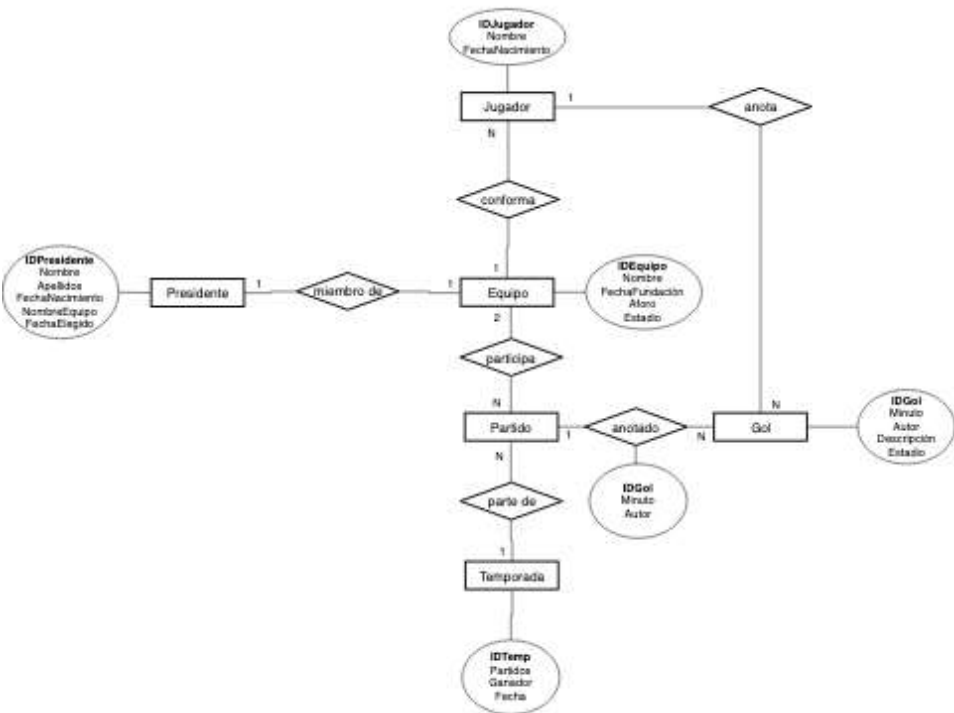 IDJugador
Nombre
FechaNacimiento
Jugador
1
anota
N
conforma
IDPresidente
Nombre
Apellidos
FechaNacimiento
NombreEquipo
FechaElegido
Presidente
1
miembro de
1
1
Equipo
2
IDEquipo
Nombre
FechaFundación
Aforo
Estadio
participa
N
Partido
1
anotado
N
N
Gol
IDGol
Minuto
Autor
Descripción
Estadio
N
parte de
IDGol
Minuto
Autor
1
Temporada
IDTemp
Partidos
Ganador
Fecha